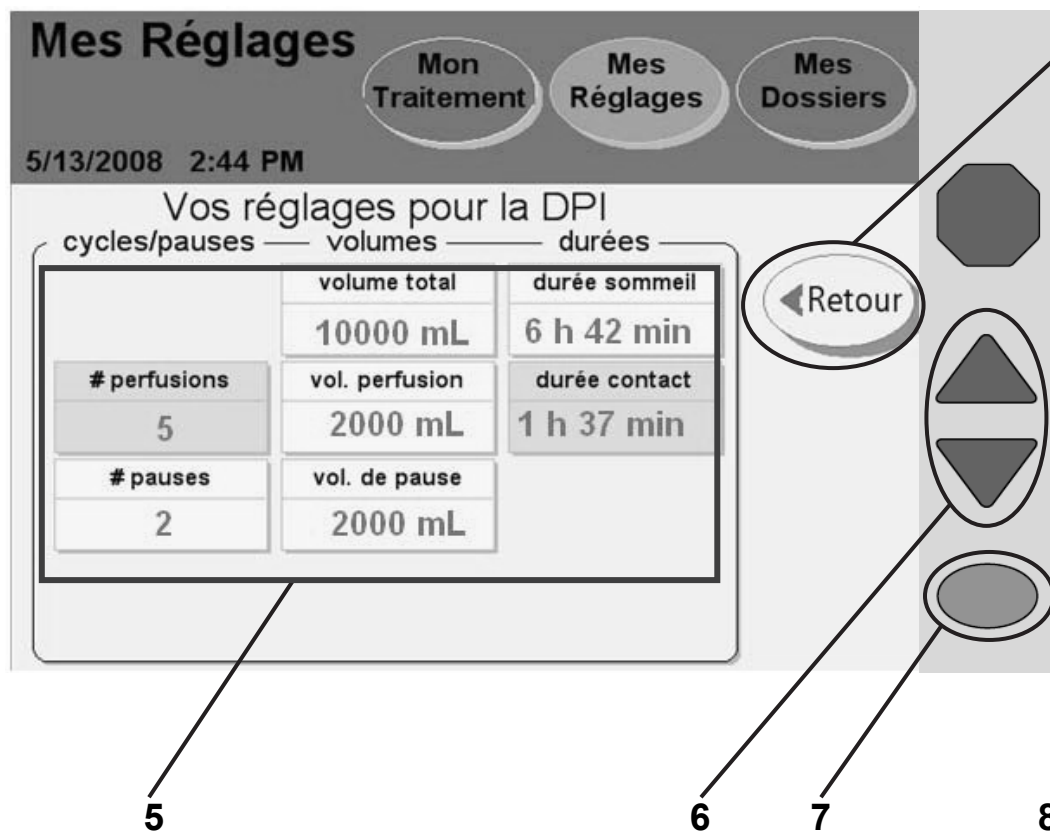 Mes Réglages
Mon
Traitement
Mes
Réglages
Mes
Dossiers
5/13/2008 2:44 PM
Vos réglages pour la DPI
cycles/pauses
volumes
durées
volume total
durée sommeil
10000 mL
6 h 42 min
Retour
# perfusions
vol. perfusion
durée contact
5
2000 mL
1 h 37 min
# pauses
vol. de pause
2
2000 mL
5
6
7
8